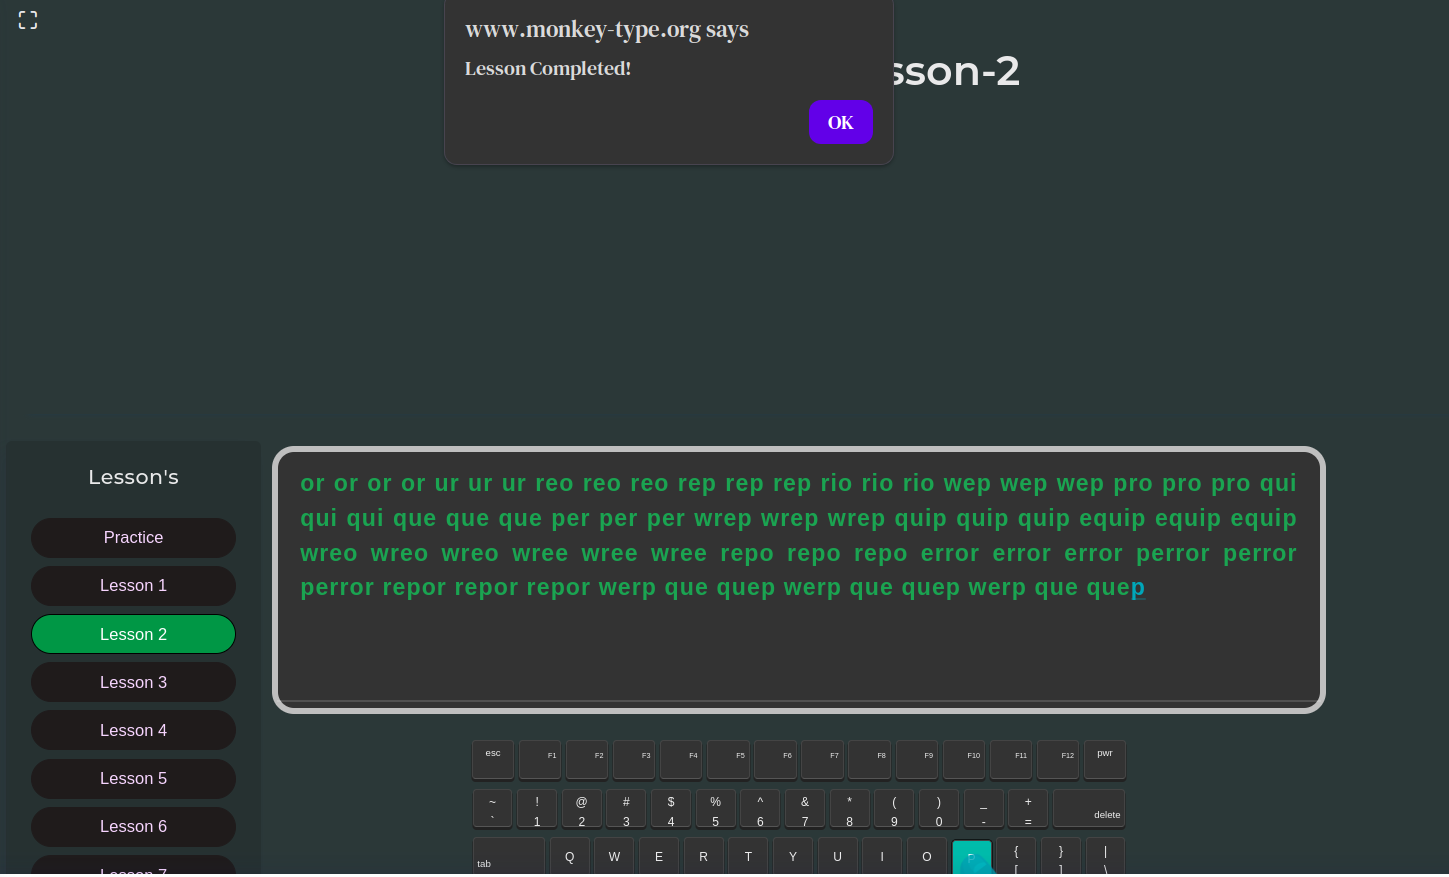 www.monkey-type.org says
Lesson Completed!
OK
sson-2
Lesson's
Practice
Lesson 1
Lesson 2
Lesson 3
Lesson 4
Lesson 5
Lesson 6
Lesson 7
or or or or ur ur ur reo reo reo rep rep rep rio rio rio wep wep wep pro pro pro qui
qui qui que que que per per per wrep wrep wrep quip quip quip equip equip equip
wreo wreo wreo wree wree wree repo repo repo error error error perror perror
perror repor repor repor werp que quep werp que quep werp que quep
esc F1 F2 F3 F4 F5 F6 F7 F8 F9 F10 F11 F12 pwr
~ ! @ # $ % ^ & * ( ) _ +
` 1 2 3 4 5 6 7 8 9 0 - = delete
tab Q W E R T Y U I O P { } |
[ ] \